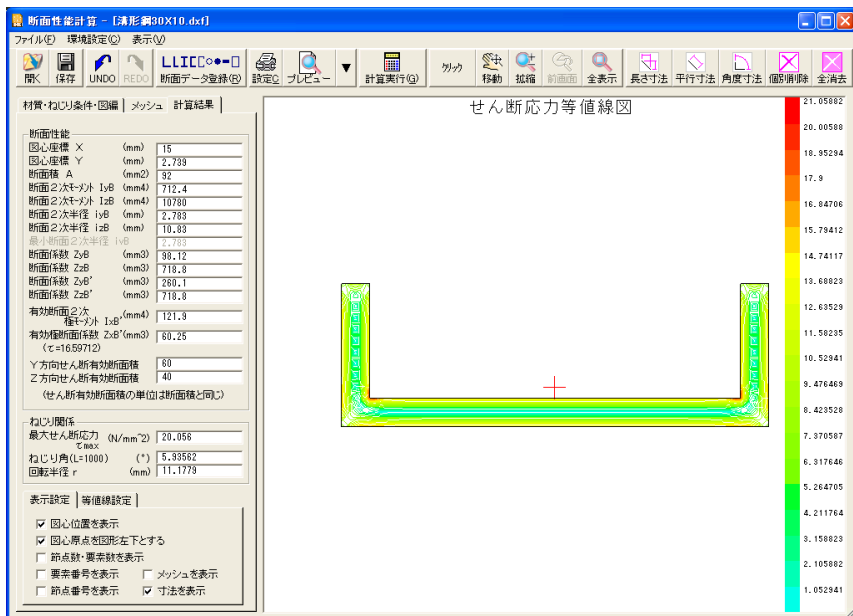 断面性能計算 - [溝形鋼30X10.dxf]
ファイル(F) 環境設定(C) 表示(V)
開く 保存 UNDO REDO 断面データ登録(R) 設定C プレビュー ▼ 計算実行(G) クリック 移動 拡縮 前画面 全表示 長さ寸法 平行寸法 角度寸法 個別削除 全消去
材質・ねじり条件・図編 メッシュ 計算結果
断面性能
図心座標 X (mm) 15
図心座標 Y (mm) 2.739
断面積 A (mm2) 92
断面2次モーメント IyB (mm4) 712.4
断面2次モーメント IzB (mm4) 10780
断面2次半径 iyB (mm) 2.783
断面2次半径 izB (mm) 10.83
最小断面2次半径 ivB 2.783
断面係数 ZyB (mm3) 98.12
断面係数 ZzB (mm3) 718.8
断面係数 ZyB' (mm3) 260.1
断面係数 ZzB' (mm3) 718.8
有効断面2次
極モーメント IxB' (mm4) 121.9
有効極断面係数 ZxB'(mm3) 60.25
(τ=16.59712)
Y方向せん断有効断面積 60
Z方向せん断有効断面積 40
(せん断有効断面積の単位は断面積と同じ)
ねじり関係
最大せん断応力 τmax (N/mm^2) 20.056
ねじり角(L=1000) (°) 5.93562
回転半径 r (mm) 11.1779
表示設定 等値線設定
図心位置を表示
図心原点を図形左下とする
節点数・要素数を表示
要素番号を表示 メッシュを表示
節点番号を表示 寸法を表示
せん断応力等値線図
21.05882
20.00588
18.95294
17.9
16.84706
15.79412
14.74117
13.68823
12.63529
11.58235
10.52941
9.476469
8.423528
7.370587
6.317646
5.264705
4.211764
3.158823
2.105882
1.052941